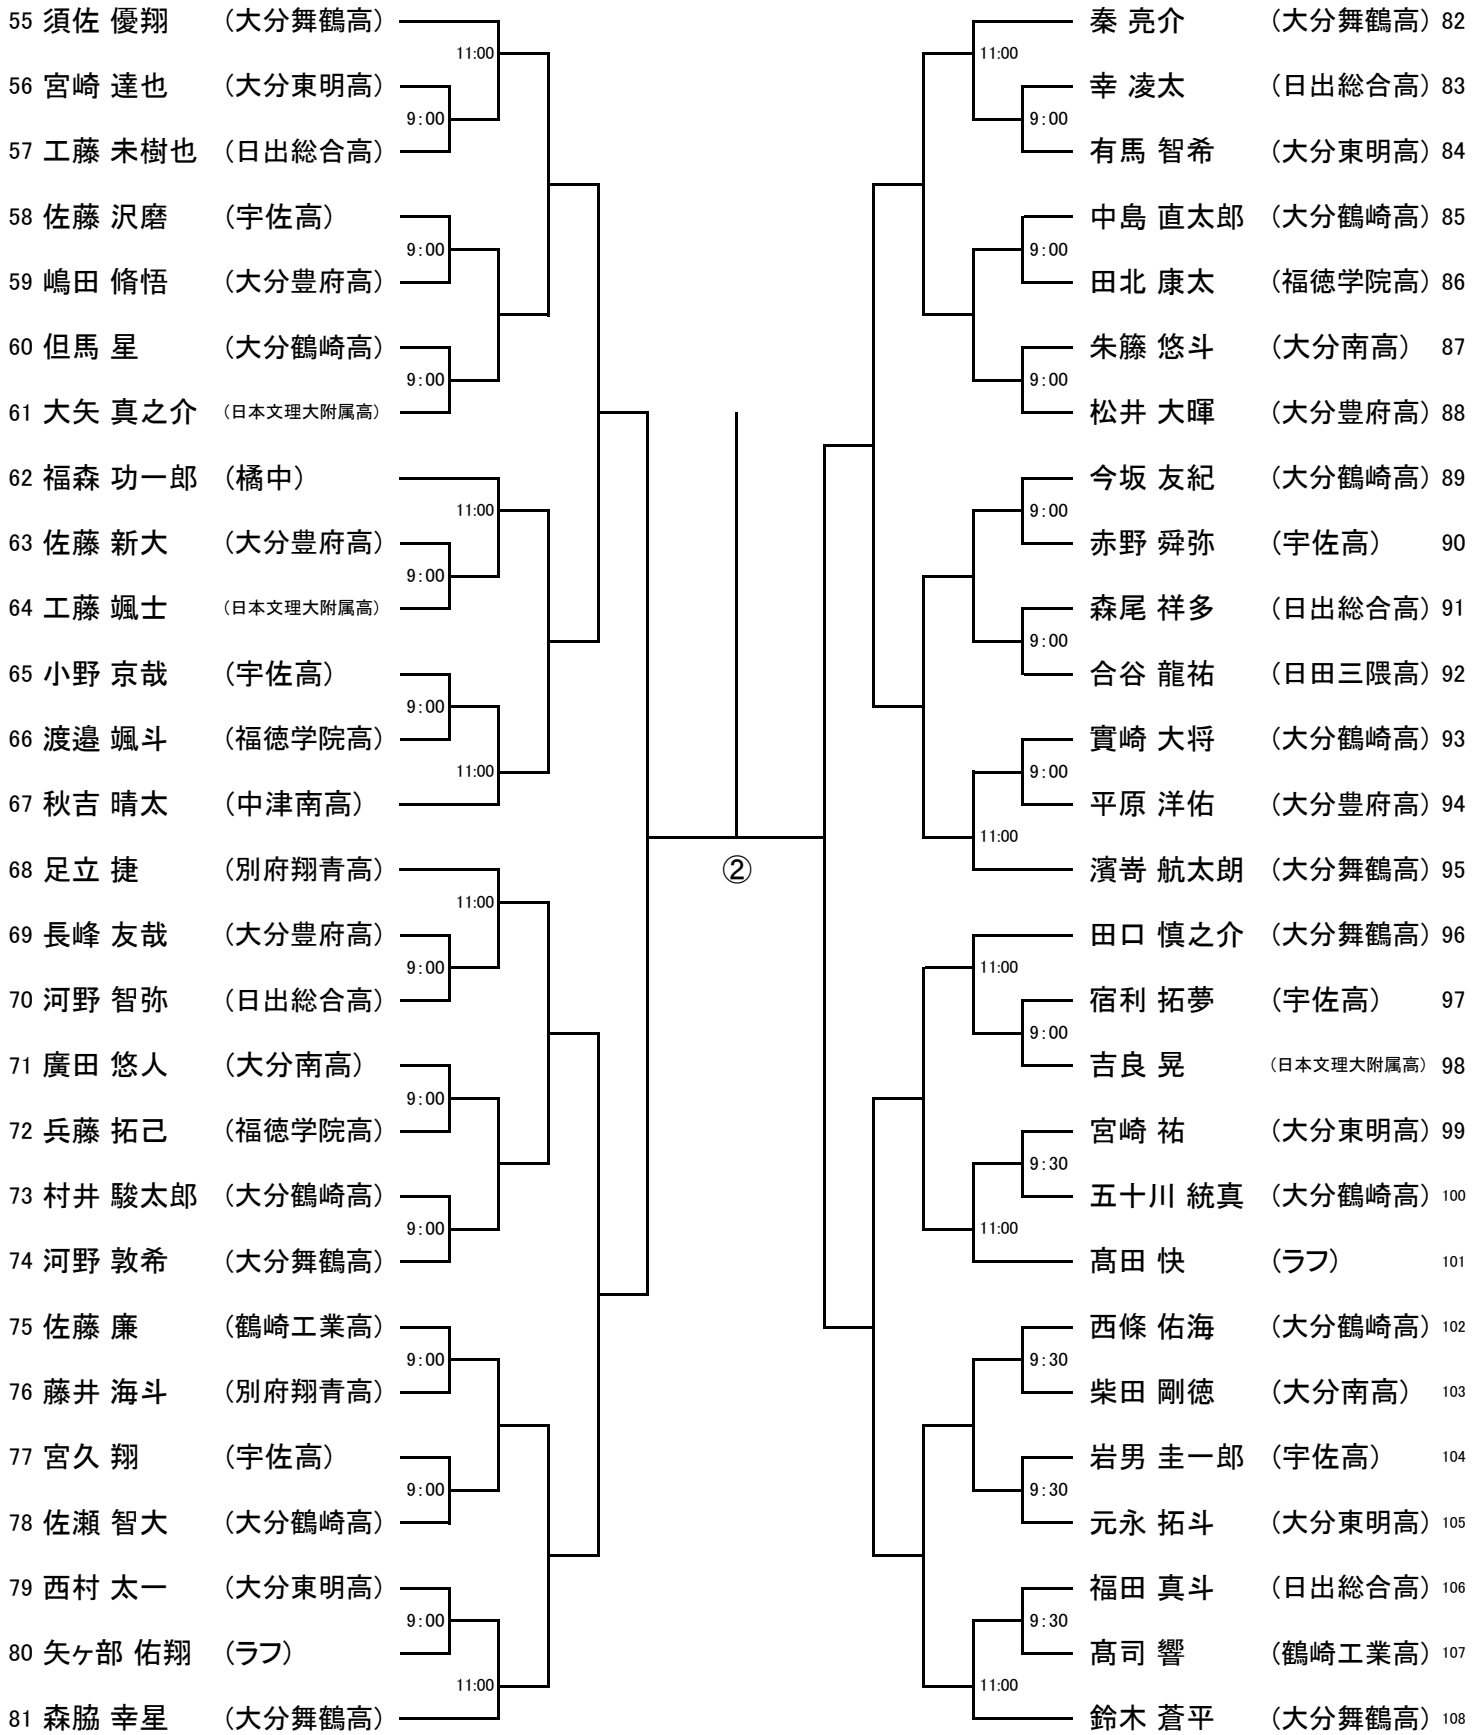 55 須佐 優翔 (大分舞鶴高)
11:00
56 宮崎 達也 (大分東明高)
9:00
57 工藤 未樹也 (日出総合高)
58 佐藤 沢磨 (宇佐高)
9:00
59 嶋田 脩悟 (大分豊府高)
60 但馬 星 (大分鶴崎高)
9:00
61 大矢 真之介 (日本文理大附属高)
62 福森 功一郎 (橘中)
11:00
63 佐藤 新大 (大分豊府高)
9:00
64 工藤 颯士 (日本文理大附属高)
65 小野 京哉 (宇佐高)
9:00
66 渡邉 颯斗 (福徳学院高)
11:00
67 秋吉 晴太 (中津南高)
68 足立 捷 (別府翔青高)
11:00
69 長峰 友哉 (大分豊府高)
9:00
70 河野 智弥 (日出総合高)
71 廣田 悠人 (大分南高)
9:00
72 兵藤 拓己 (福徳学院高)
73 村井 駿太郎 (大分鶴崎高)
9:00
74 河野 敦希 (大分舞鶴高)
75 佐藤 廉 (鶴崎工業高)
9:00
76 藤井 海斗 (別府翔青高)
77 宮久 翔 (宇佐高)
9:00
78 佐瀬 智大 (大分鶴崎高)
79 西村 太一 (大分東明高)
9:00
80 矢ヶ部 佑翔 (ラフ)
11:00
81 森脇 幸星 (大分舞鶴高)
②
秦 亮介 (大分舞鶴高) 82
11:00
幸 凌太 (日出総合高) 83
9:00
有馬 智希 (大分東明高) 84
中島 直太郎 (大分鶴崎高) 85
9:00
田北 康太 (福徳学院高) 86
朱籐 悠斗 (大分南高) 87
9:00
松井 大暉 (大分豊府高) 88
今坂 友紀 (大分鶴崎高) 89
9:00
赤野 舜弥 (宇佐高) 90
森尾 祥多 (日出総合高) 91
9:00
合谷 龍祐 (日田三隈高) 92
實崎 大将 (大分鶴崎高) 93
9:00
平原 洋佑 (大分豊府高) 94
11:00
濱嵜 航太朗 (大分舞鶴高) 95
田口 慎之介 (大分舞鶴高) 96
11:00
宿利 拓夢 (宇佐高) 97
9:00
吉良 晃 (日本文理大附属高) 98
宮崎 祐 (大分東明高) 99
9:30
五十川 統真 (大分鶴崎高) 100
11:00
髙田 快 (ラフ) 101
西條 佑海 (大分鶴崎高) 102
9:30
柴田 剛徳 (大分南高) 103
岩男 圭一郎 (宇佐高) 104
9:30
元永 拓斗 (大分東明高) 105
福田 真斗 (日出総合高) 106
9:30
髙司 響 (鶴崎工業高) 107
11:00
鈴木 蒼平 (大分舞鶴高) 108